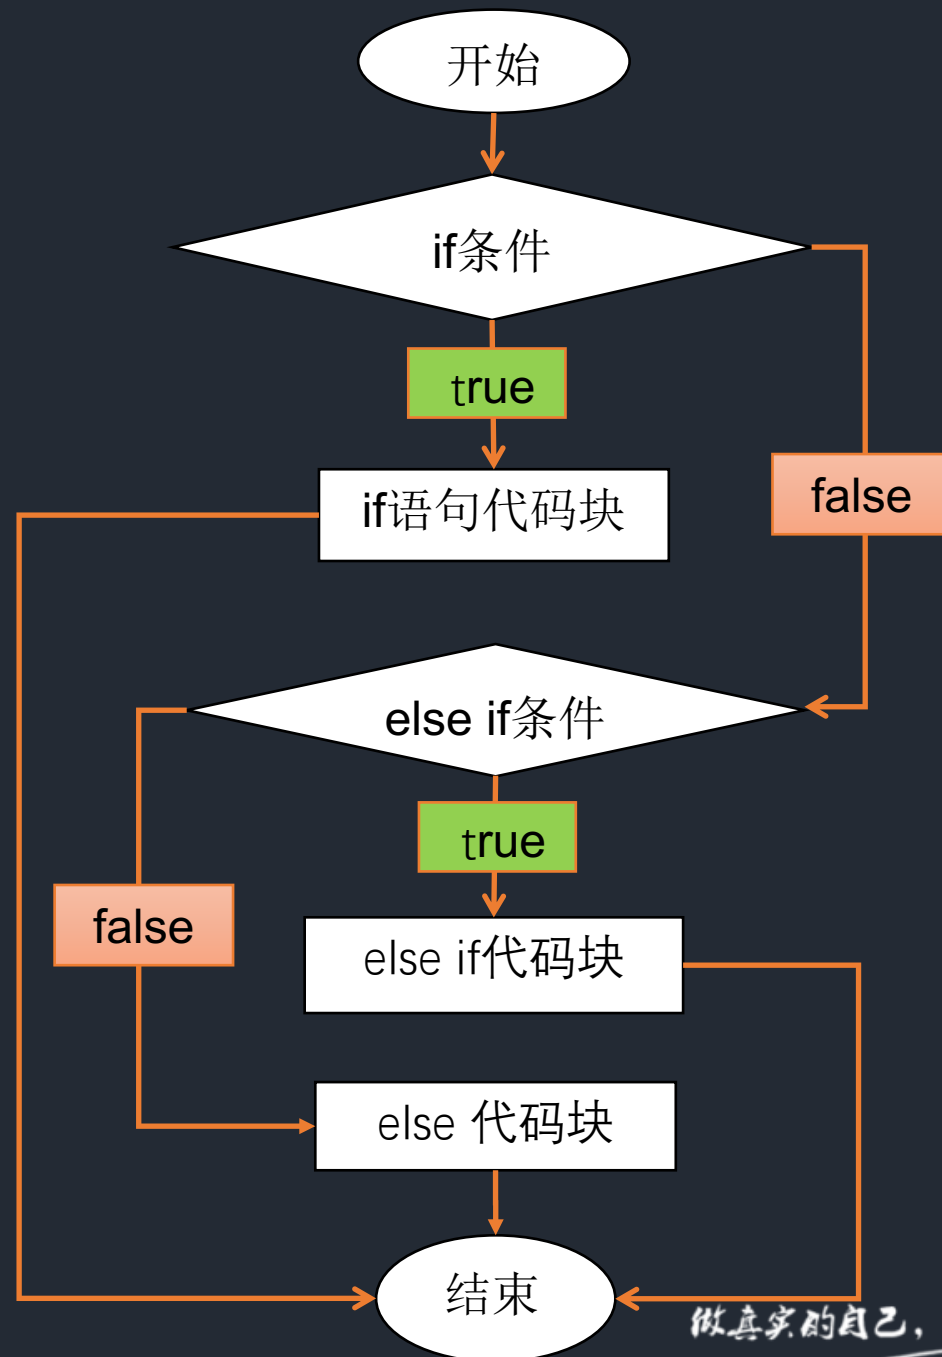 开始
if条件
true
if语句代码块
false
else if条件
true
false
else if代码块
else 代码块
结束
做真实的自己，